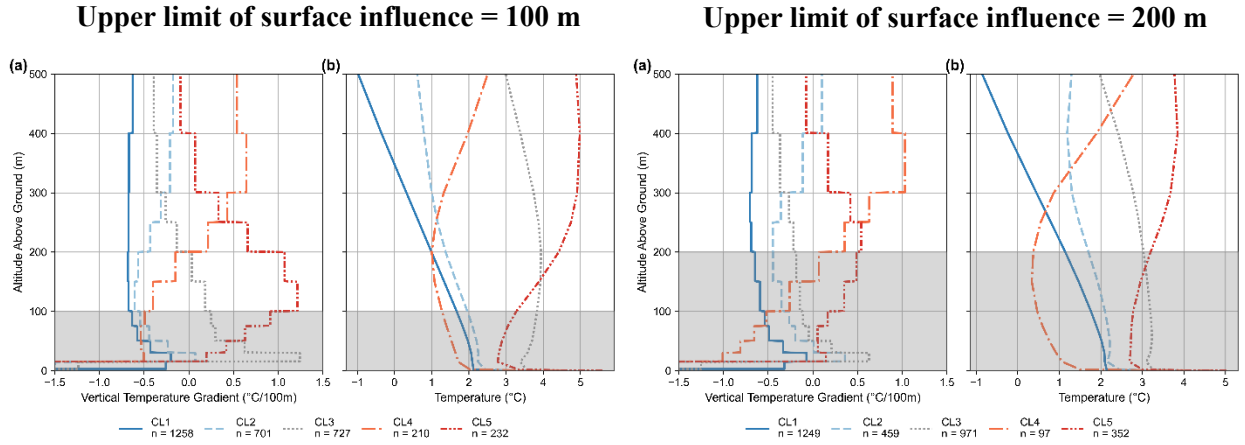 Upper limit of surface influence = 100 m
(a)
(b)
500
400
300
200
100
0
Altitude Above Ground (m)
−1.5 −1.0 −0.5 0.0 0.5 1.0 1.5
Vertical Temperature Gradient (°C/100m)
0 1 2 3 4 5
Temperature (°C)
CL1 CL2 CL3 CL4 CL5
n = 1258 n = 701 n = 727 n = 210 n = 232
Upper limit of surface influence = 200 m
(a)
(b)
500
400
300
200
100
0
Altitude Above Ground (m)
−1.5 −1.0 −0.5 0.0 0.5 1.0 1.5
Vertical Temperature Gradient (°C/100m)
0 1 2 3 4 5
Temperature (°C)
CL1 CL2 CL3 CL4 CL5
n = 1249 n = 459 n = 971 n = 97 n = 352